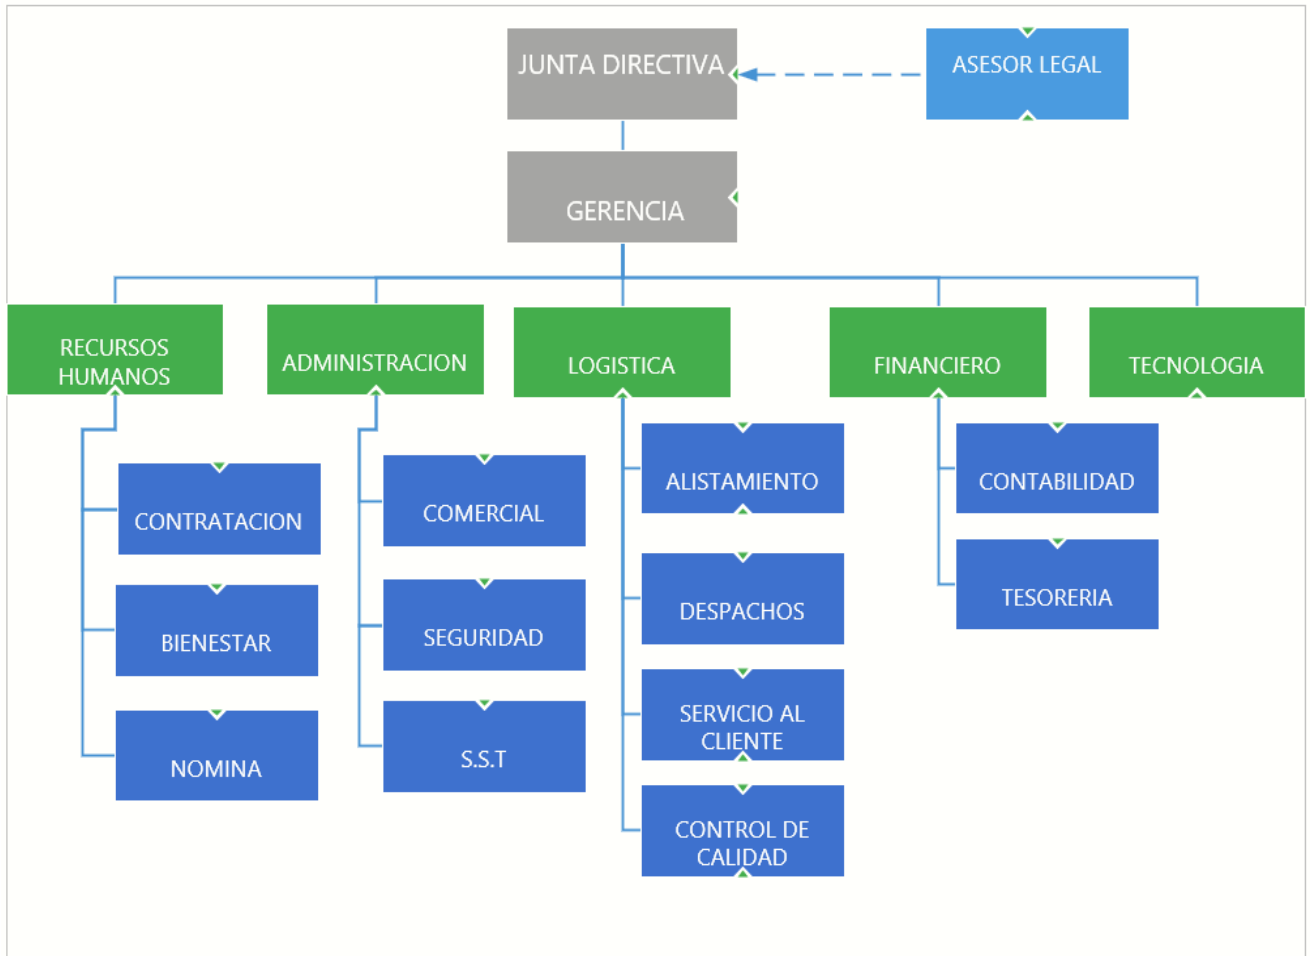 JUNTA DIRECTIVA
ASESOR LEGAL
GERENCIA
RECURSOS
HUMANOS
ADMINISTRACION
LOGISTICA
FINANCIERO
TECNOLOGIA
CONTRATACION
BIENESTAR
NOMINA
COMERCIAL
SEGURIDAD
S.S.T
ALISTAMIENTO
DESPACHOS
SERVICIO AL
CLIENTE
CONTROL DE
CALIDAD
CONTABILIDAD
TESORERIA